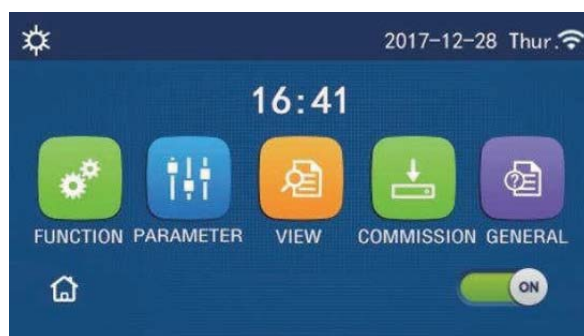 2017-12-28 Thur.
16:41
FUNCTION PARAMETER VIEW COMMISSION GENERAL
ON